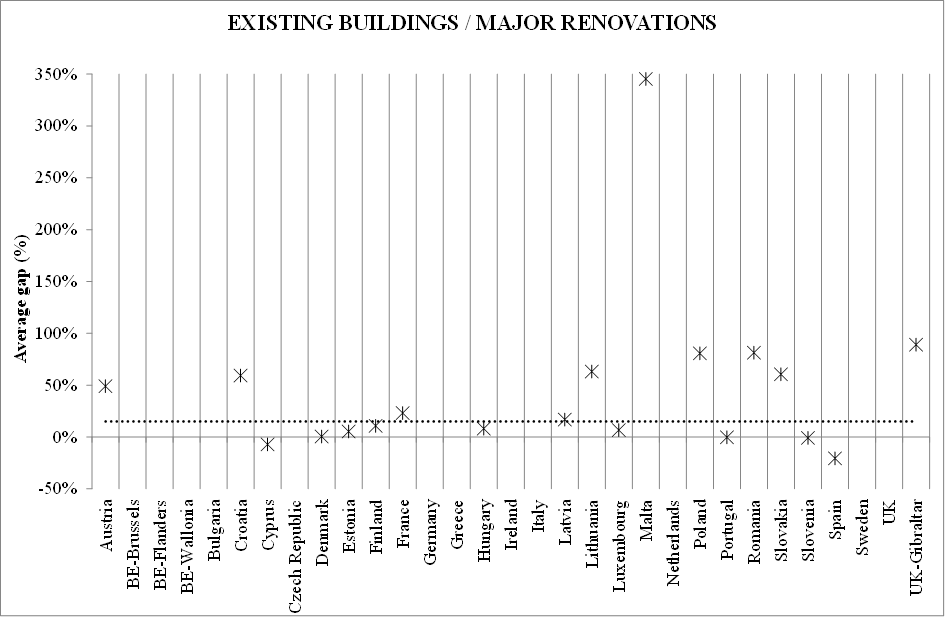 EXISTING BUILDINGS / MAJOR RENOVATIONS
Average gap (%)
350%
300%
250%
200%
150%
100%
50%
0%
-50%
Austria
BE-Brussels
BE-Flanders
BE-Wallonia
Bulgaria
Croatia
Cyprus
Czech Republic
Denmark
Estonia
Finland
France
Germany
Greece
Hungary
Ireland
Italy
Latvia
Lithuania
Luxembourg
Malta
Netherlands
Poland
Portugal
Romania
Slovakia
Slovenia
Spain
Sweden
UK
UK-Gibraltar